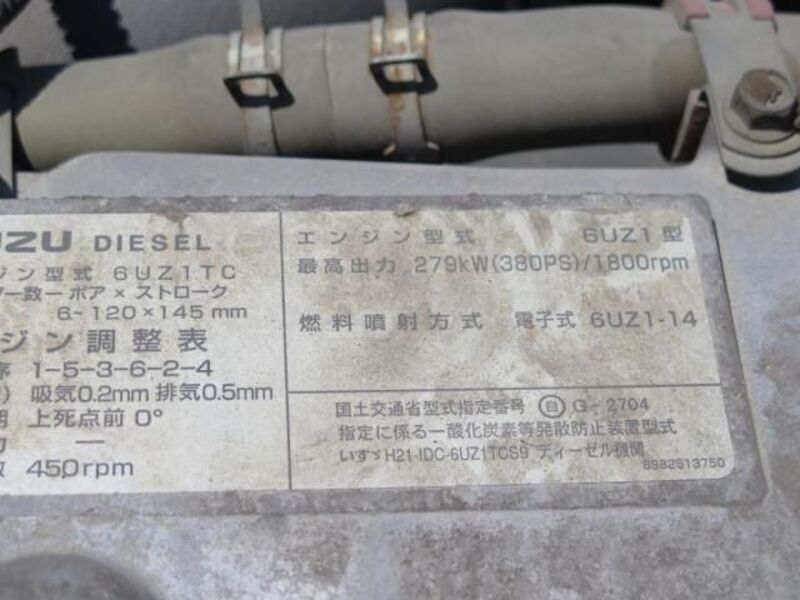 UZU DIESEL
ジン型式 6UZ1TC
ー数ーボア×ストローク
6-120×145mm
ジン調整表
序 1-5-3-6-2-4
) 吸気0.2mm 排気0.5mm
上死点前 0°
ー
数 450rpm
エンジン型式 6UZ1型
最高出力 279kW(380PS)/1800rpm
燃料噴射方式 電子式 6UZ1-14
国土交通省型式指定番号 自 G-2704
指定に係る一酸化炭素等発散防止装置型式
いすゞH21-IDC-6UZ1TCS9 ディーゼル機関
8982513750